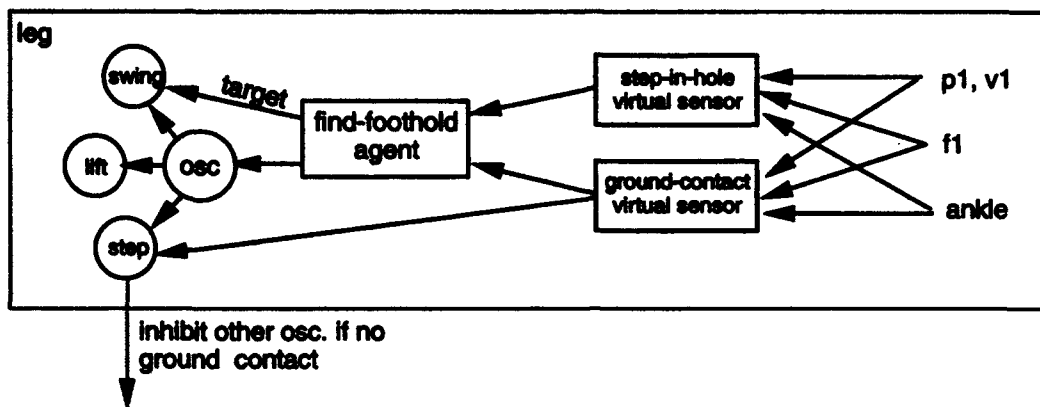 leg
swing
target
lift
osc
step
find-foothold
agent
step-in-hole
virtual sensor
ground-contact
virtual sensor
p1, v1
f1
ankle
inhibit other osc. if no
ground contact